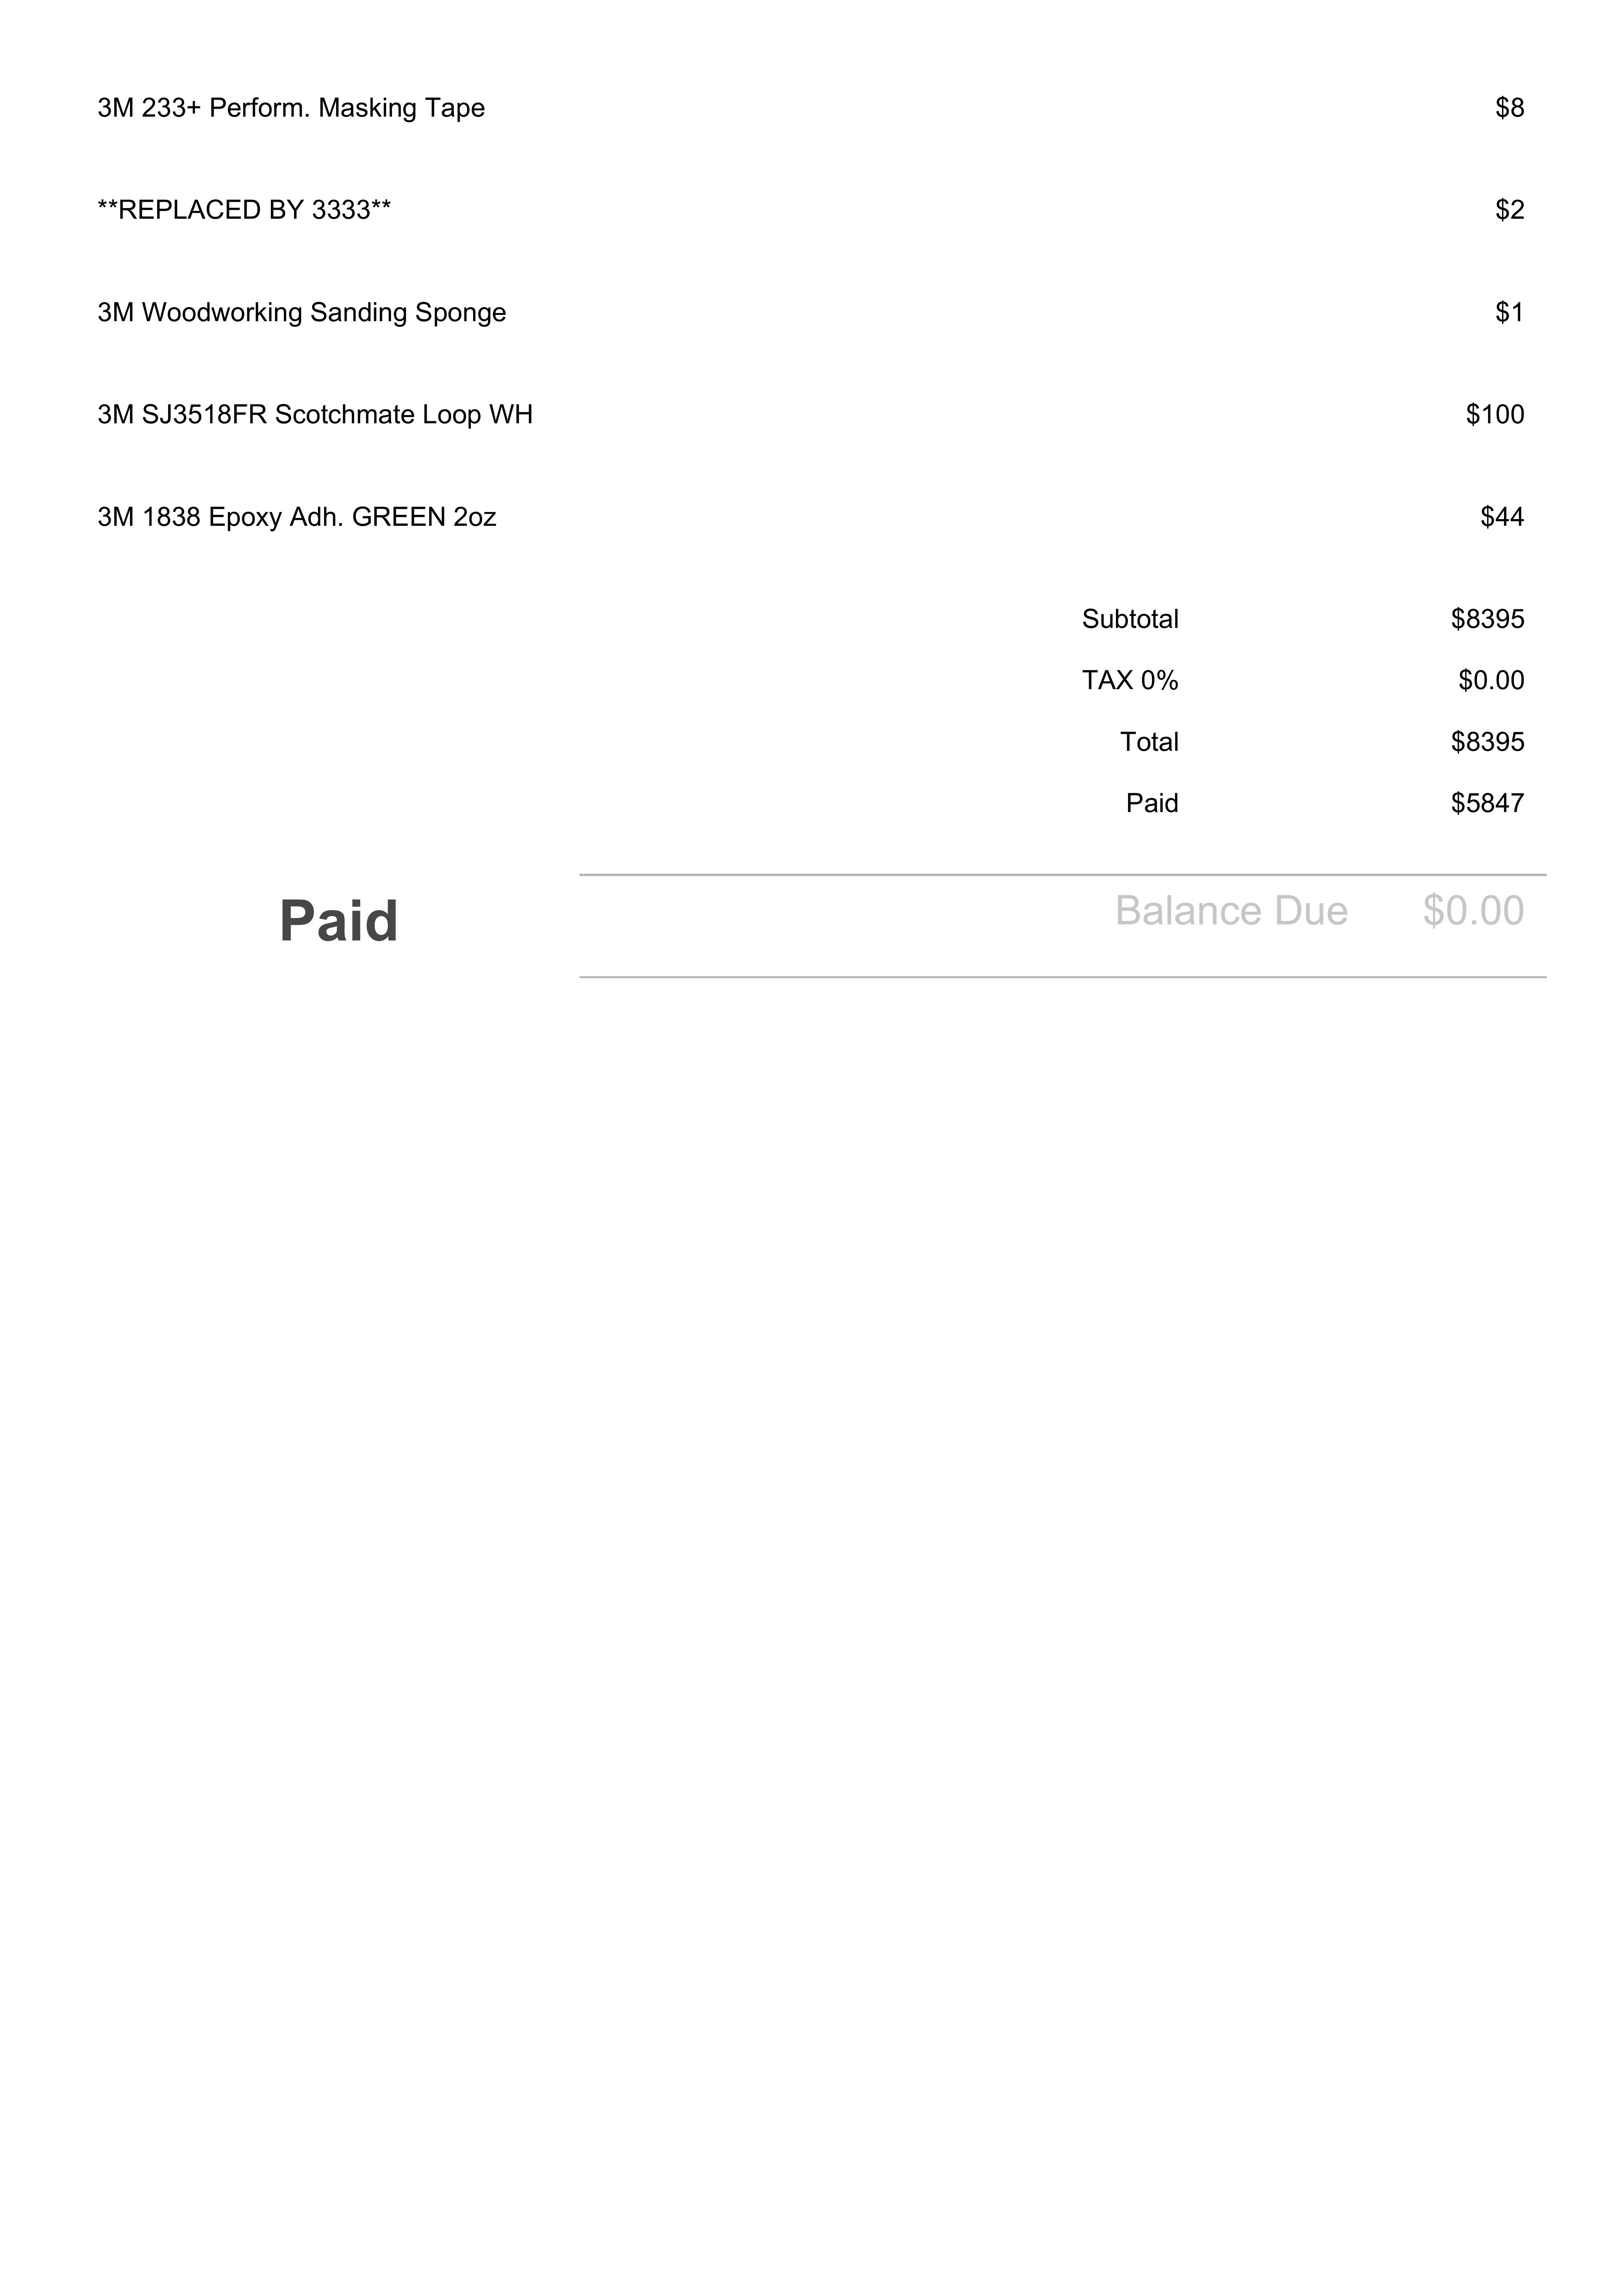 3M 233+ Perform. Masking Tape $8
**REPLACED BY 3333** $2
3M Woodworking Sanding Sponge $1
3M SJ3518FR Scotchmate Loop WH $100
3M 1838 Epoxy Adh. GREEN 2oz $44
Subtotal $8395
TAX 0% $0.00
Total $8395
Paid $5847
Paid Balance Due $0.00